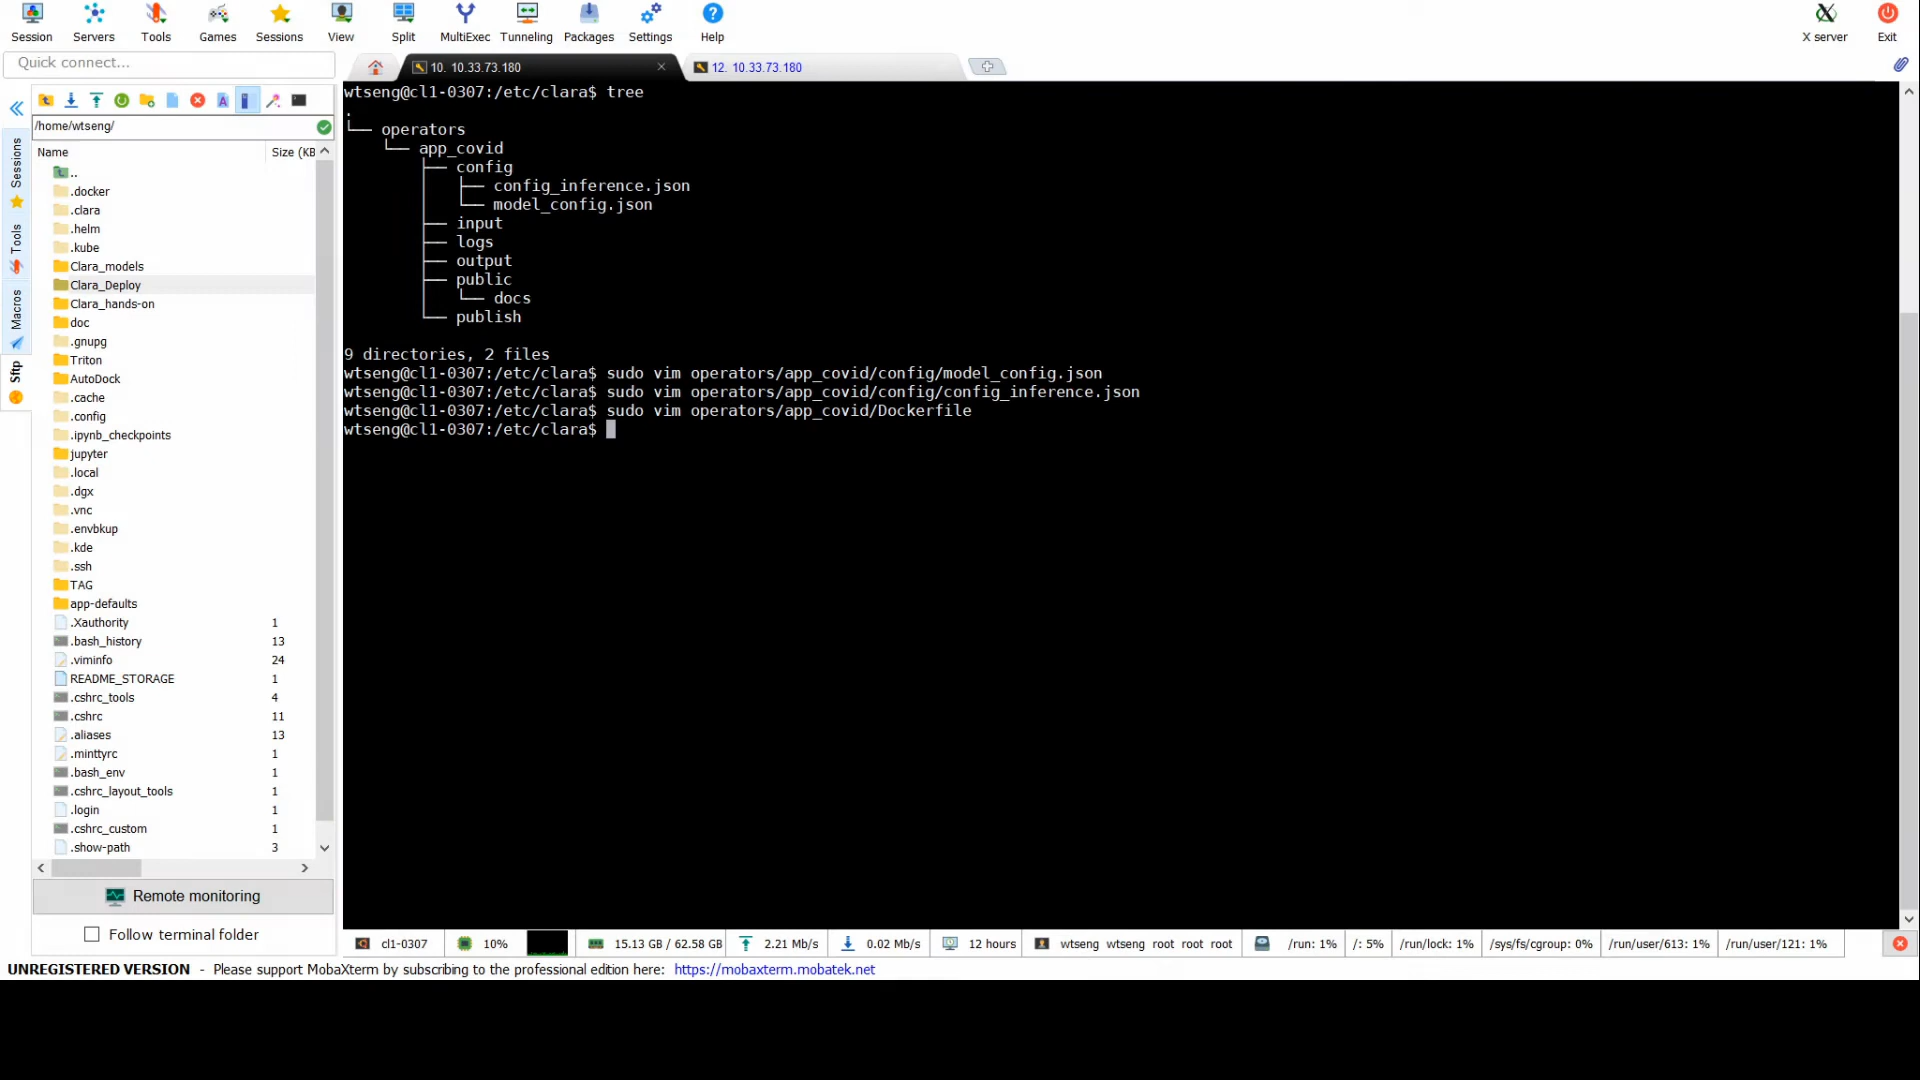 Session Servers Tools Games Sessions View Split MultiExec Tunneling Packages Settings Help X server Exit
Quick connect...
10. 10.33.73.180
12. 10.33.73.180
/home/wtseng/
Name Size (KB
..
.docker
.clara
.helm
.kube
Clara_models
Clara_Deploy
Clara_hands-on
doc
.gnupg
Triton
AutoDock
.cache
.config
.ipynb_checkpoints
jupyter
.local
.dgx
.vnc
.envbkup
.kde
.ssh
TAG
app-defaults
.Xauthority 1
.bash_history 13
.viminfo 24
README_STORAGE 1
.cshrc_tools 4
.cshrc 11
.aliases 13
.minttyrc 1
.bash_env 1
.cshrc_layout_tools 1
.login 1
.cshrc_custom 1
.show-path 3
Sessions
Tools
Macros
Sftp
Remote monitoring
Follow terminal folder
wtseng@cl1-0307:/etc/clara$ tree
.
└── operators
    └── app_covid
        ├── config
        │   ├── config_inference.json
        │   └── model_config.json
        ├── input
        ├── logs
        ├── output
        ├── public
        │   └── docs
        └── publish
9 directories, 2 files
wtseng@cl1-0307:/etc/clara$ sudo vim operators/app_covid/config/model_config.json
wtseng@cl1-0307:/etc/clara$ sudo vim operators/app_covid/config/config_inference.json
wtseng@cl1-0307:/etc/clara$ sudo vim operators/app_covid/Dockerfile
wtseng@cl1-0307:/etc/clara$
cl1-0307 10% 15.13 GB / 62.58 GB 2.21 Mb/s 0.02 Mb/s 12 hours wtseng wtseng root root root /run: 1% /: 5% /run/lock: 1% /sys/fs/cgroup: 0% /run/user/613: 1% /run/user/121: 1%
UNREGISTERED VERSION - Please support MobaXterm by subscribing to the professional edition here: https://mobaxterm.mobatek.net